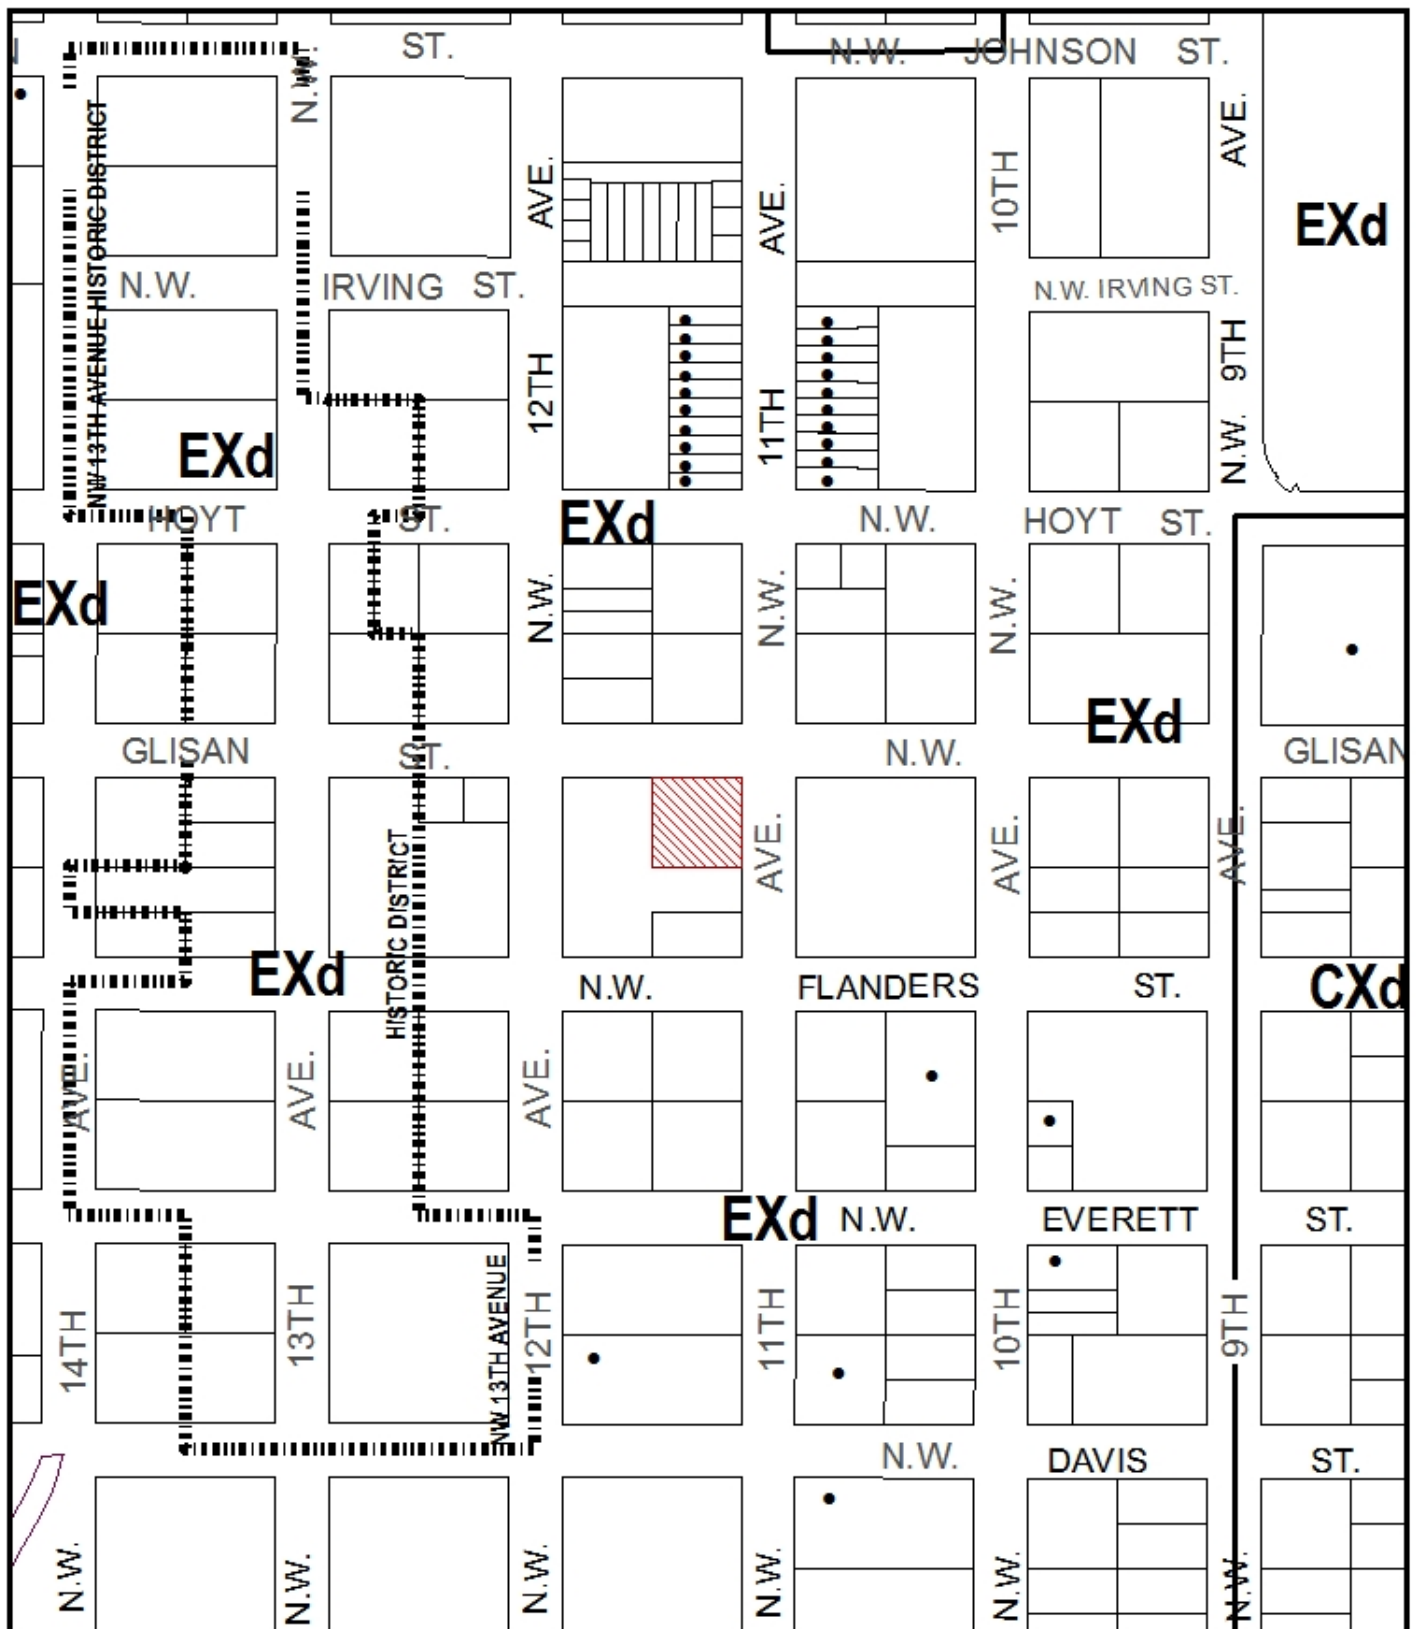 ST.
N.W. JOHNSON ST.
N.W.
AVE.
AVE.
10TH
AVE.
EXd
NW 13TH AVENUE HISTORIC DISTRICT
N.W. IRVING ST.
N.W. IRVING ST.
12TH
11TH
N.W. 9TH
EXd
HOYT ST.
EXd
N.W. HOYT ST.
EXd
N.W.
N.W.
N.W.
EXd
GLISAN ST.
N.W. GLISAN
AVE.
AVE.
AVE.
HISTORIC DISTRICT
EXd
N.W. FLANDERS ST.
CXd
AVE.
AVE.
AVE.
EXd
N.W. EVERETT ST.
14TH
13TH
NW 13TH AVENUE
12TH
11TH
10TH
9TH
N.W. DAVIS ST.
N.W.
N.W.
N.W.
N.W.
N.W.
N.W.